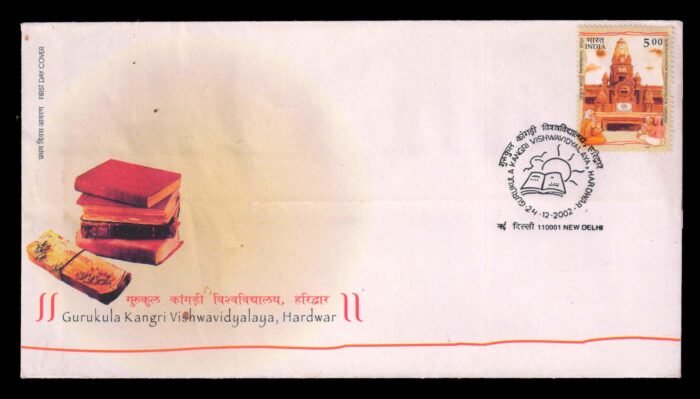 प्रथम दिवस आवरण FIRST DAY COVER
भारत
INDIA
5.00
गुरुकुल कांगड़ी विश्वविद्यालय, हरिद्वार
GURUKULA KANGRI VISHWAVIDYALAYA, HARDWAR
24-12-2002
नई दिल्ली 110001 NEW DELHI
गुरुकुल कांगड़ी विश्वविद्यालय, हरिद्वार
Gurukula Kangri Vishwavidyalaya, Hardwar